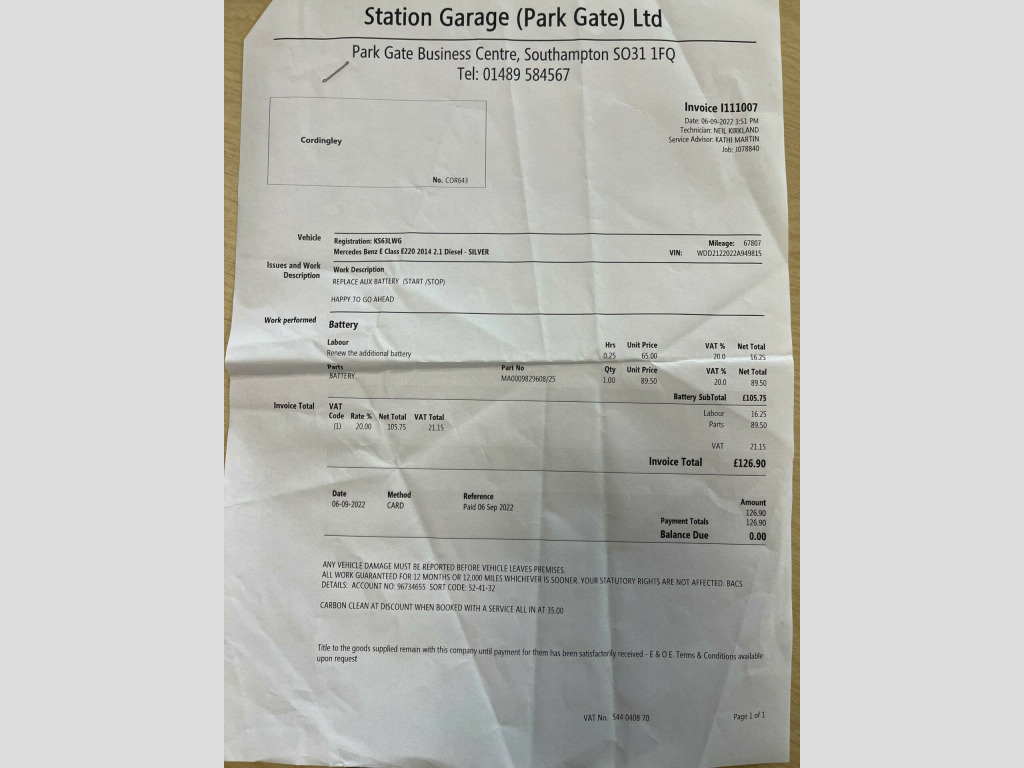 Station Garage (Park Gate) Ltd
Park Gate Business Centre, Southampton SO31 1FQ
Tel: 01489 584567
Invoice I111007
Date: 06-09-2022 3:51 PM
Technician: NEIL KIRKLAND
Service Advisor: KATHI MARTIN
Job: J078840
Cordingley
No. COR643
Vehicle
Registration: KS63LWG
Mileage: 67807
Mercedes Benz E Class E220 2014 2.1 Diesel - SILVER
VIN: WDD2122022A949815
Issues and Work Description
Work Description
REPLACE AUX BATTERY (START /STOP)
HAPPY TO GO AHEAD
Work performed
Battery
Labour Hrs Unit Price VAT % Net Total
Renew the additional battery 0.25 65.00 20.0 16.25
Parts Part No Qty Unit Price VAT % Net Total
BATTERY MA0009829608/25 1.00 89.50 20.0 89.50
Battery SubTotal £105.75
Invoice Total
VAT
Code Rate % Net Total VAT Total
(1) 20.00 105.75 21.15
Labour 16.25
Parts 89.50
VAT 21.15
Invoice Total £126.90
Date Method Reference Amount
06-09-2022 CARD Paid 06 Sep 2022 126.90
Payment Totals 126.90
Balance Due 0.00
ANY VEHICLE DAMAGE MUST BE REPORTED BEFORE VEHICLE LEAVES PREMISES.
ALL WORK GUARANTEED FOR 12 MONTHS OR 12,000 MILES WHICHEVER IS SOONER. YOUR STATUTORY RIGHTS ARE NOT AFFECTED. BACS
DETAILS: ACCOUNT NO: 96734655 SORT CODE: 52-41-32
CARBON CLEAN AT DISCOUNT WHEN BOOKED WITH A SERVICE ALL IN AT 35.00
Title to the goods supplied remain with this company until payment for them has been satisfactorily received - E & O E. Terms & Conditions available
upon request
VAT No. 544 0408 70
Page 1 of 1